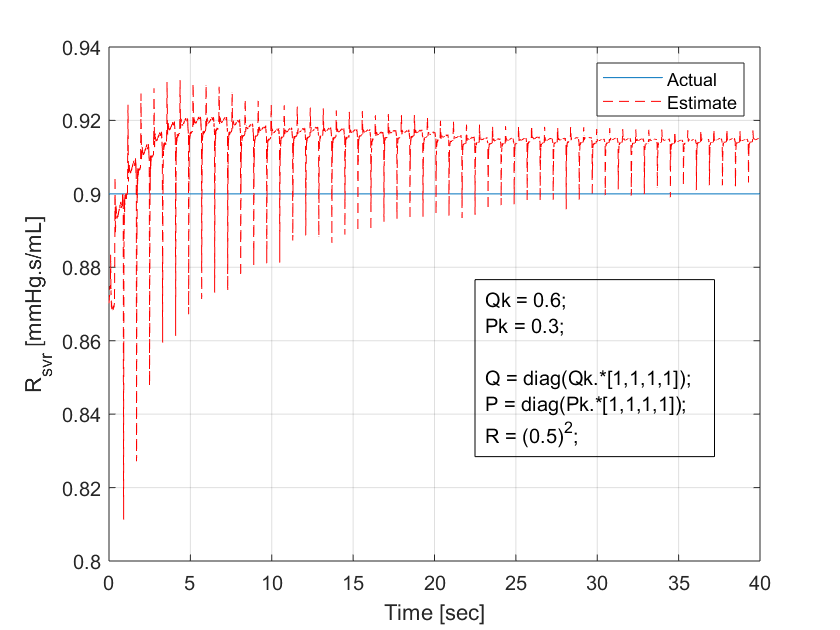 0.94
0.92
0.9
0.88
0.86
0.84
0.82
0.8
R_svr [mmHg.s/mL]
Actual
Estimate
Qk = 0.6;
Pk = 0.3;
Q = diag(Qk.*[1,1,1,1]);
P = diag(Pk.*[1,1,1,1]);
R = (0.5)^2;
0 5 10 15 20 25 30 35 40
Time [sec]